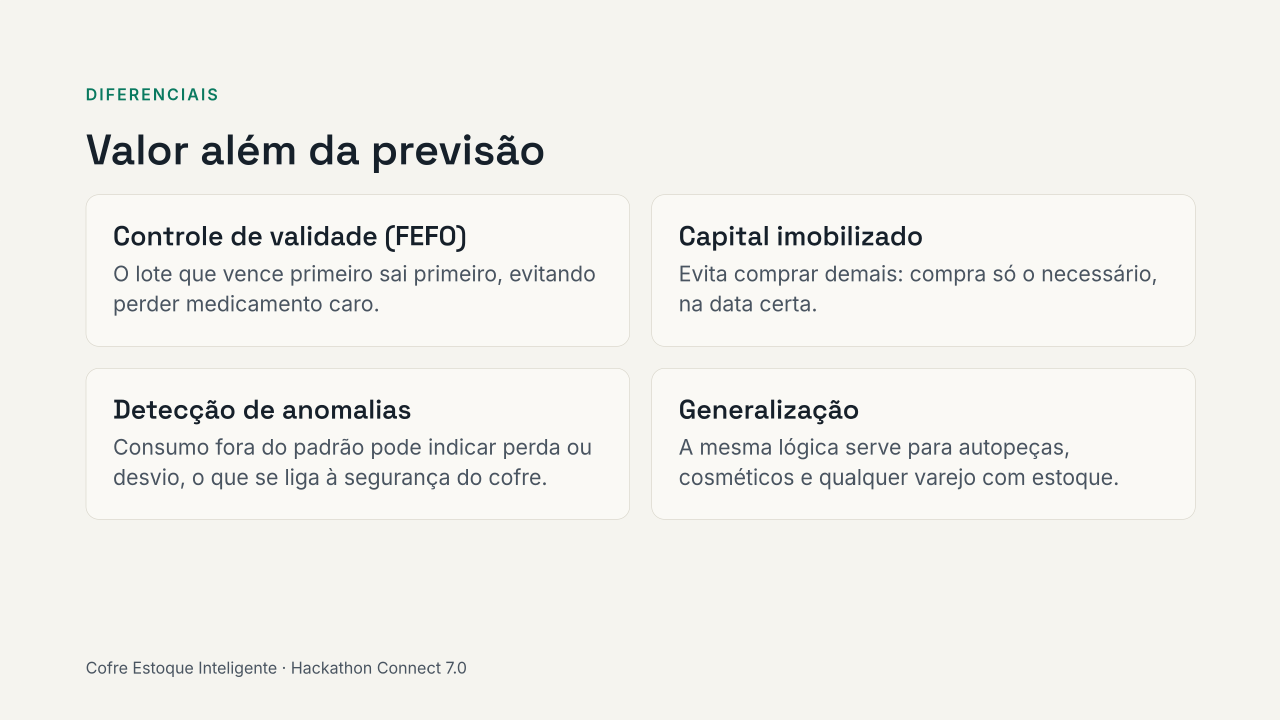 DIFERENCIAIS
Valor além da previsão
Controle de validade (FEFO)
O lote que vence primeiro sai primeiro, evitando
perder medicamento caro.
Capital imobilizado
Evita comprar demais: compra só o necessário,
na data certa.
Detecção de anomalias
Consumo fora do padrão pode indicar perda ou
desvio, o que se liga à segurança do cofre.
Generalização
A mesma lógica serve para autopeças,
cosméticos e qualquer varejo com estoque.
Cofre Estoque Inteligente · Hackathon Connect 7.0